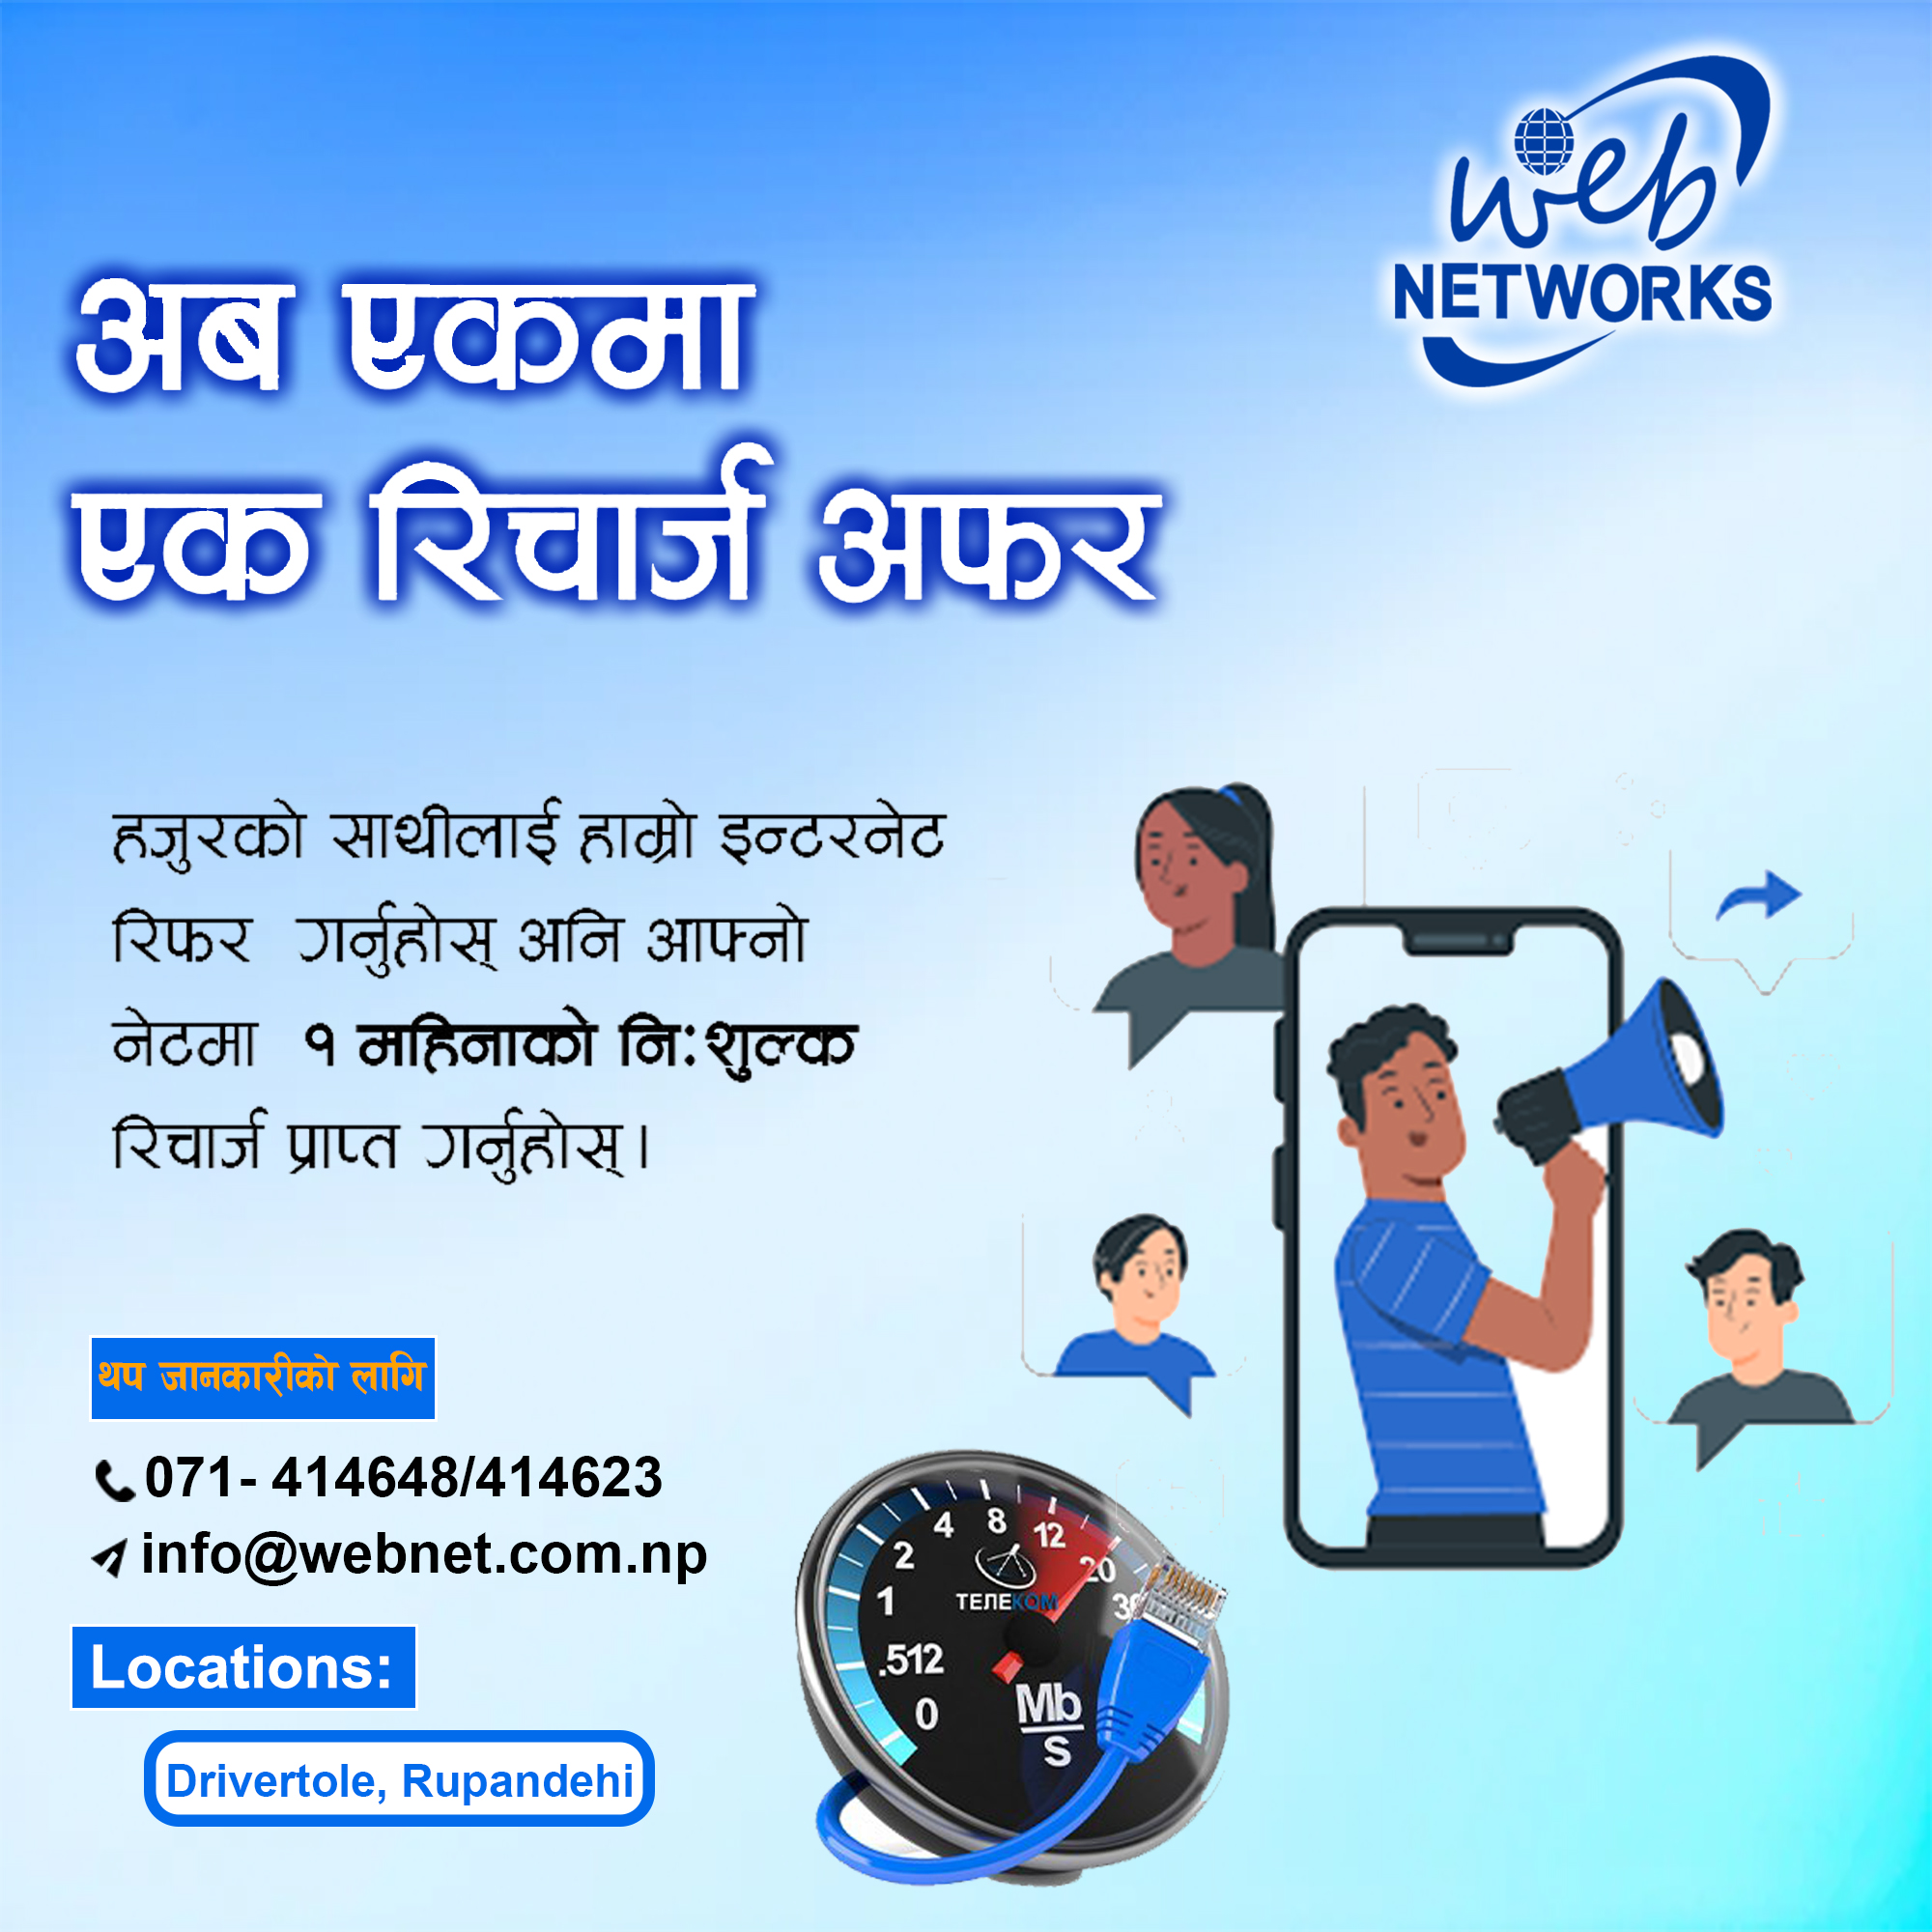 web
NETWORKS
अब एकमा
एक रिचार्ज अफर
हजुरको साथीलाई हाम्रो इन्टरनेट
रिफर गर्नुहोस् अनि आफ्नो
नेटमा १ महिनाको नि:शुल्क
रिचार्ज प्राप्त गर्नुहोस्।
थप जानकारीको लागि
071- 414648/414623
info@webnet.com.np
Locations:
Drivertole, Rupandehi
0
.512
1
2
4
8
12
20
30
ТЕЛЕКОМ
Mb
s